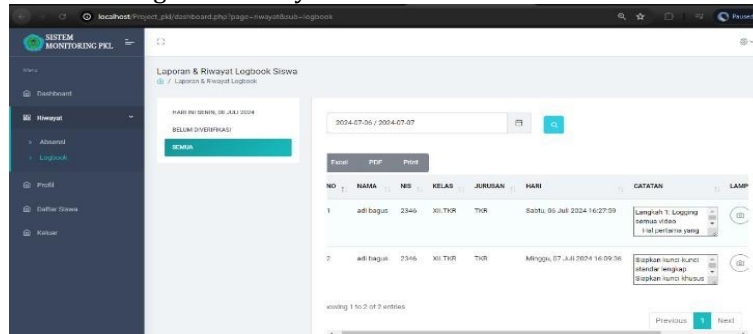 localhost/Project_pkl/dashboard.php?page=riwayat&sub=logbook
Paused
SISTEM
MONITORING PKL
Menu
Dashboard
Riwayat
Absensi
Logbook
Profil
Daftar Siswa
Keluar
Laporan & Riwayat Logbook Siswa
/ Laporan & Riwayat Logbook
HARI INI SENIN, 08 JULI 2024
BELUM DIVERIFIKASI
SEMUA
2024-07-06 / 2024-07-07
Excel PDF Print
NO NAMA NIS KELAS JURUSAN HARI CATATAN LAMP
1 adi bagus 2346 XII.TKR TKR Sabtu, 06 Juli 2024 16:27:59 Langkah 1: Logging
semua video
Hal pertama yang
2 adi bagus 2346 XII.TKR TKR Minggu, 07 Juli 2024 16:09:36 Siapkan kunci-kunci
standar lengkap.
Siapkan kunci khusus
owing 1 to 2 of 2 entries
Previous 1 Next